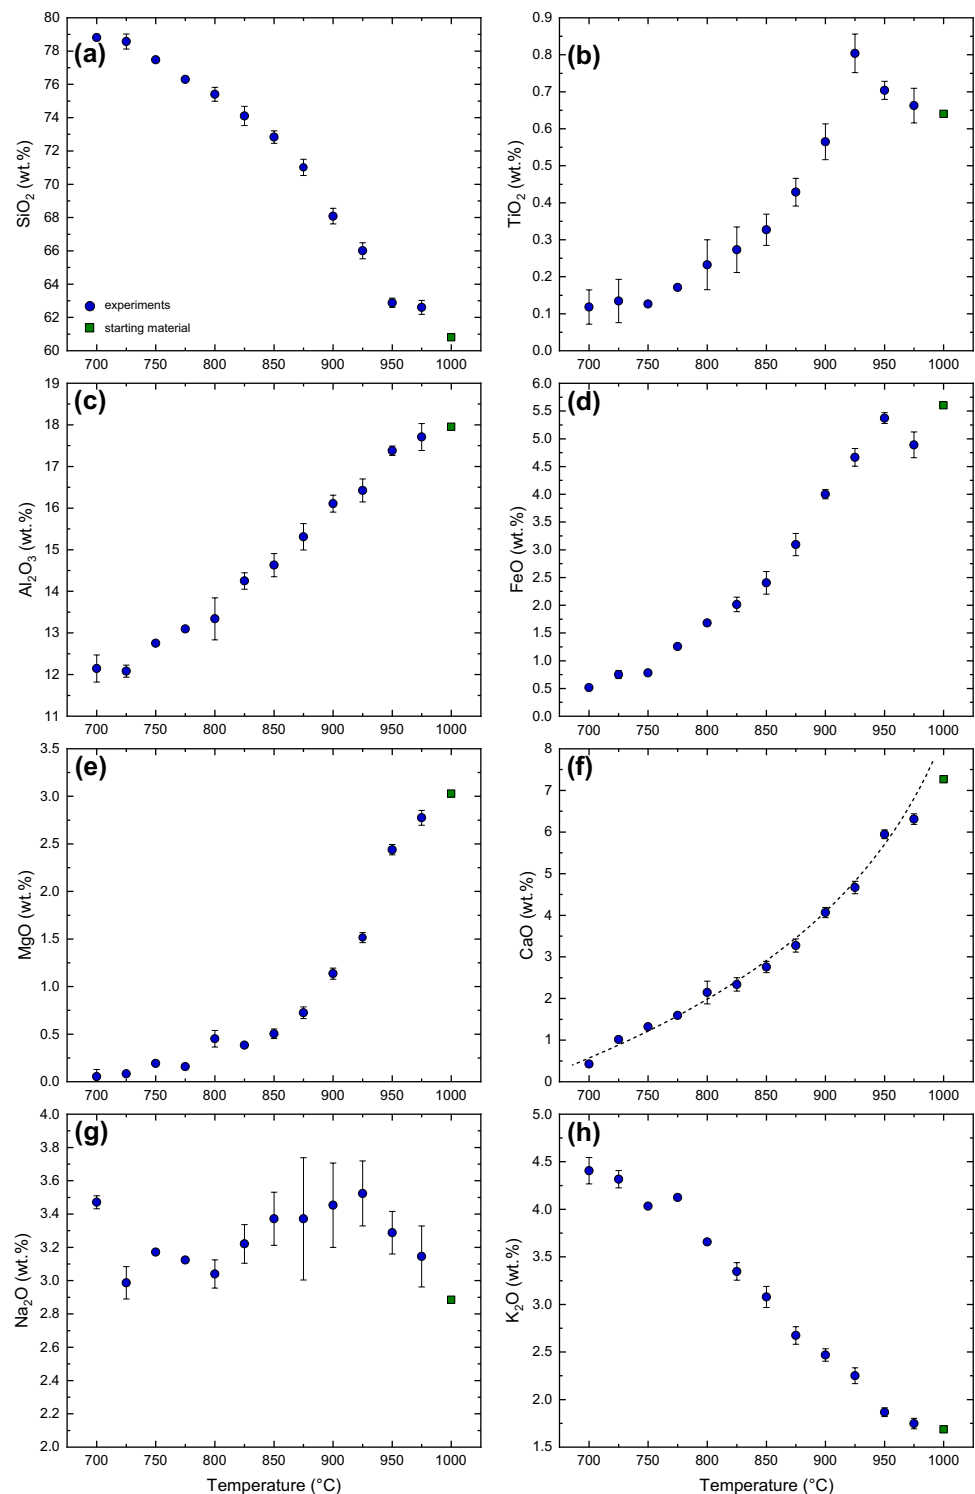 80
78
76
74
72
70
68
66
64
62
60
SiO2 (wt.%)
(a)
experiments
starting material
700 750 800 850 900 950 1000
0.9
0.8
0.7
0.6
0.5
0.4
0.3
0.2
0.1
0.0
TiO2 (wt.%)
(b)
700 750 800 850 900 950 1000
19
18
17
16
15
14
13
12
11
Al2O3 (wt.%)
(c)
700 750 800 850 900 950 1000
6.0
5.5
5.0
4.5
4.0
3.5
3.0
2.5
2.0
1.5
1.0
0.5
0.0
FeO (wt.%)
(d)
700 750 800 850 900 950 1000
3.5
3.0
2.5
2.0
1.5
1.0
0.5
0.0
MgO (wt.%)
(e)
700 750 800 850 900 950 1000
8
7
6
5
4
3
2
1
0
CaO (wt.%)
(f)
700 750 800 850 900 950 1000
4.0
3.8
3.6
3.4
3.2
3.0
2.8
2.6
2.4
2.2
2.0
Na2O (wt.%)
(g)
700 750 800 850 900 950 1000
Temperature (°C)
5.0
4.5
4.0
3.5
3.0
2.5
2.0
1.5
K2O (wt.%)
(h)
700 750 800 850 900 950 1000
Temperature (°C)